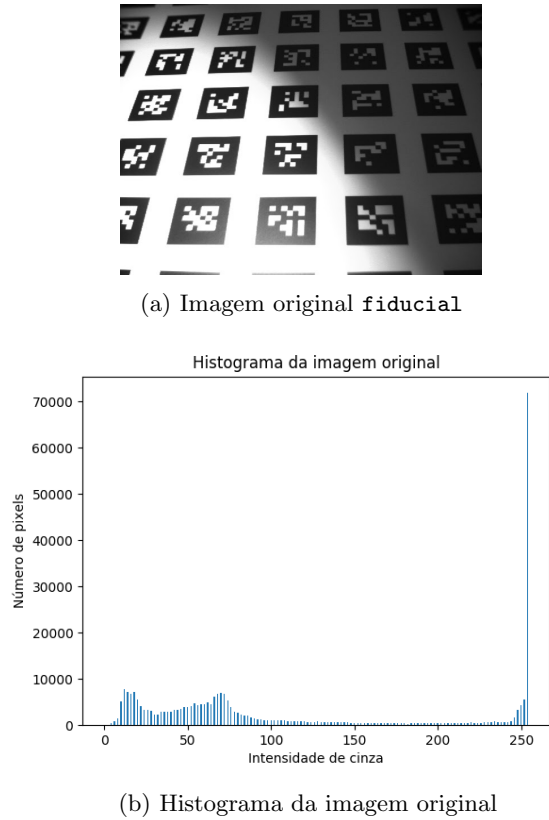 (a) Imagem original fiducial
Histograma da imagem original
70000
60000
50000
40000
30000
20000
10000
0
Número de pixels
0 50 100 150 200 250
Intensidade de cinza
(b) Histograma da imagem original